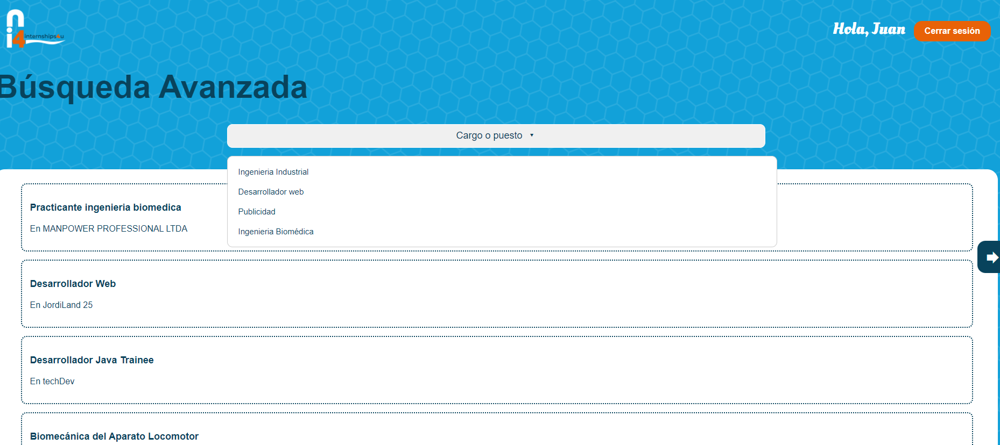 ni4
internships4u
Hola, Juan
Cerrar sesión
Búsqueda Avanzada
Cargo o puesto
Ingenieria Industrial
Desarrollador web
Publicidad
Ingenieria Biomédica
Practicante ingenieria biomedica
En MANPOWER PROFESSIONAL LTDA
Desarrollador Web
En JordiLand 25
Desarrollador Java Trainee
En techDev
Biomecánica del Aparato Locomotor